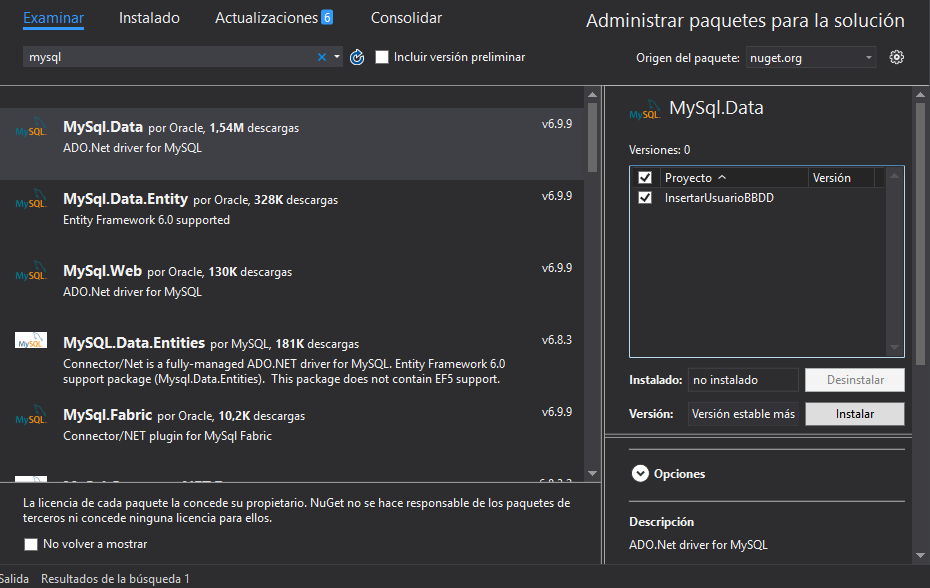 Examinar
Instalado
Actualizaciones 6
Consolidar
Administrar paquetes para la solución
mysql
Incluir versión preliminar
Origen del paquete: nuget.org
MySQL.
MySql.Data por Oracle, 1,54M descargas
v6.9.9
ADO.Net driver for MySQL
MySQL.
MySql.Data.Entity por Oracle, 328K descargas
v6.9.9
Entity Framework 6.0 supported
MySQL.
MySql.Web por Oracle, 130K descargas
v6.9.9
ADO.Net driver for MySQL
MySQL.
MySQL.Data.Entities por MySQL, 181K descargas
v6.8.3
Connector/Net is a fully-managed ADO.NET driver for MySQL. Entity Framework 6.0
support package (Mysql.Data.Entities). This package does not contain EF5 support.
MySQL.
MySql.Fabric por Oracle, 10,2K descargas
v6.9.9
Connector/NET plugin for MySql Fabric
La licencia de cada paquete la concede su propietario. NuGet no se hace responsable de los paquetes de
terceros ni concede ninguna licencia para ellos.
No volver a mostrar
MySQL.
MySql.Data
Versiones: 0
Proyecto
Versión
InsertarUsuarioBBDD
Instalado: no instalado
Desinstalar
Versión: Versión estable más
Instalar
Opciones
Descripción
ADO.Net driver for MySQL
Salida
Resultados de la búsqueda 1